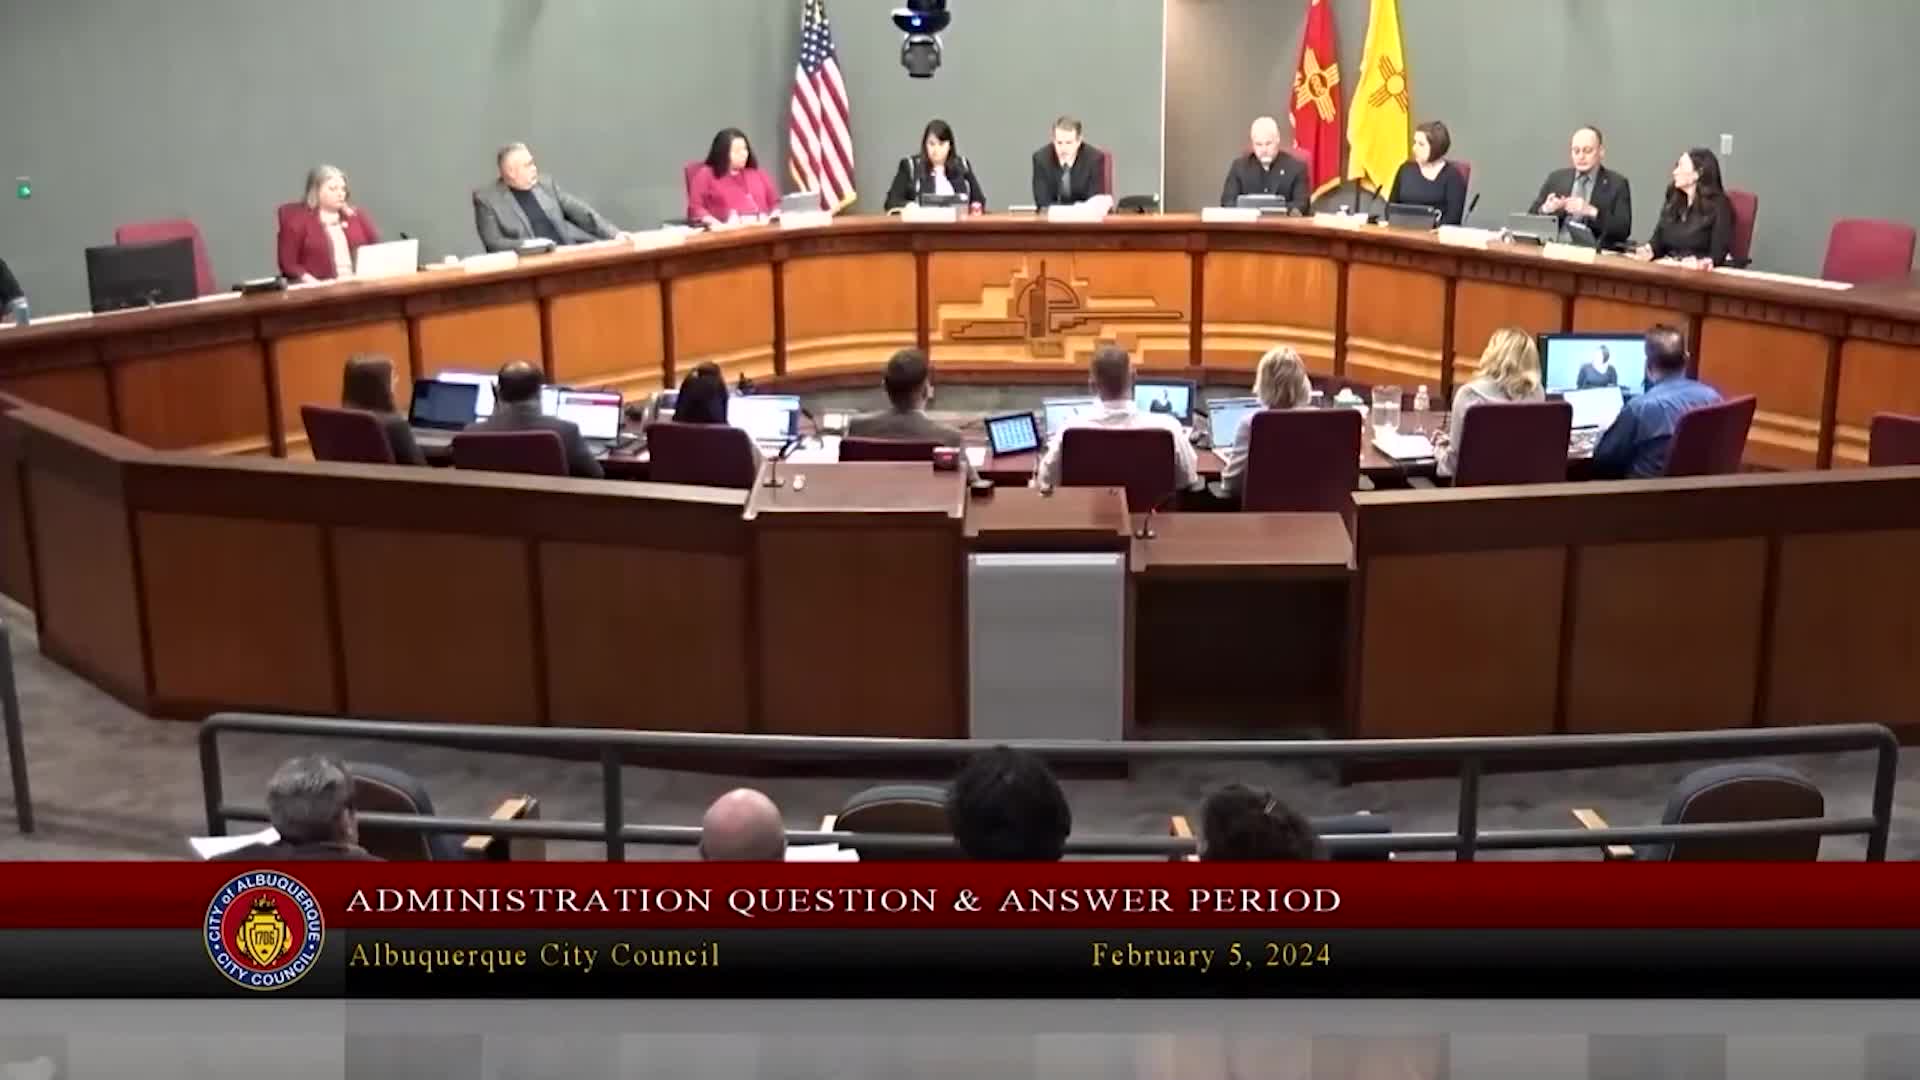 ADMINISTRATION QUESTION & ANSWER PERIOD
Albuquerque City Council
February 5, 2024
CITY of ALBUQUERQUE
1706
CITY COUNCIL